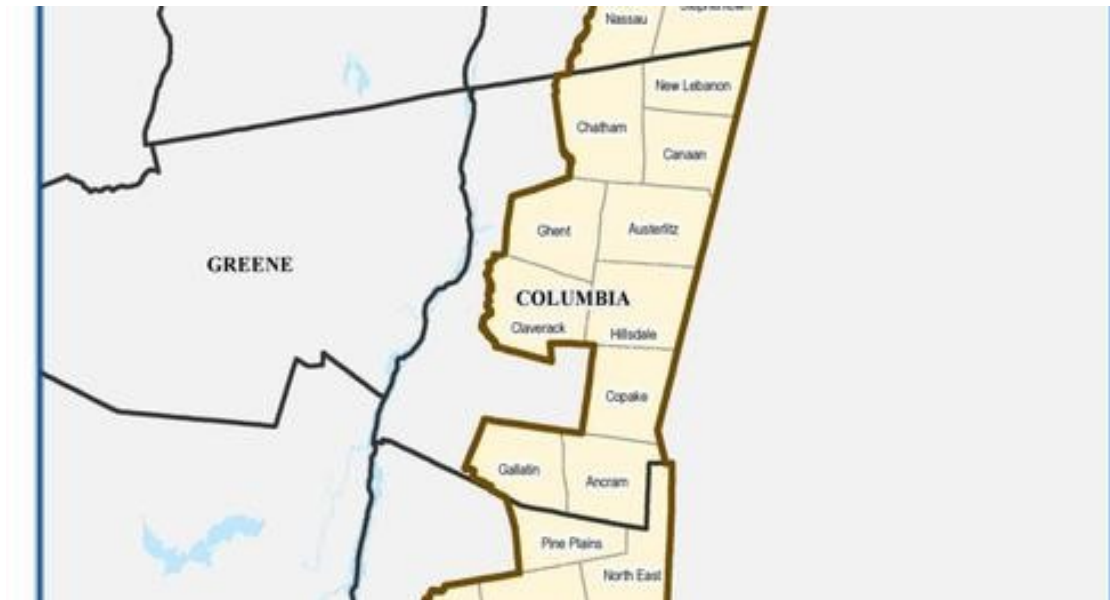 Nassau
New Lebanon
Chatham
Canaan
Ghent
Austerlitz
GREENE
COLUMBIA
Claverack
Hillsdale
Copake
Gallatin
Ancram
Pine Plains
North East